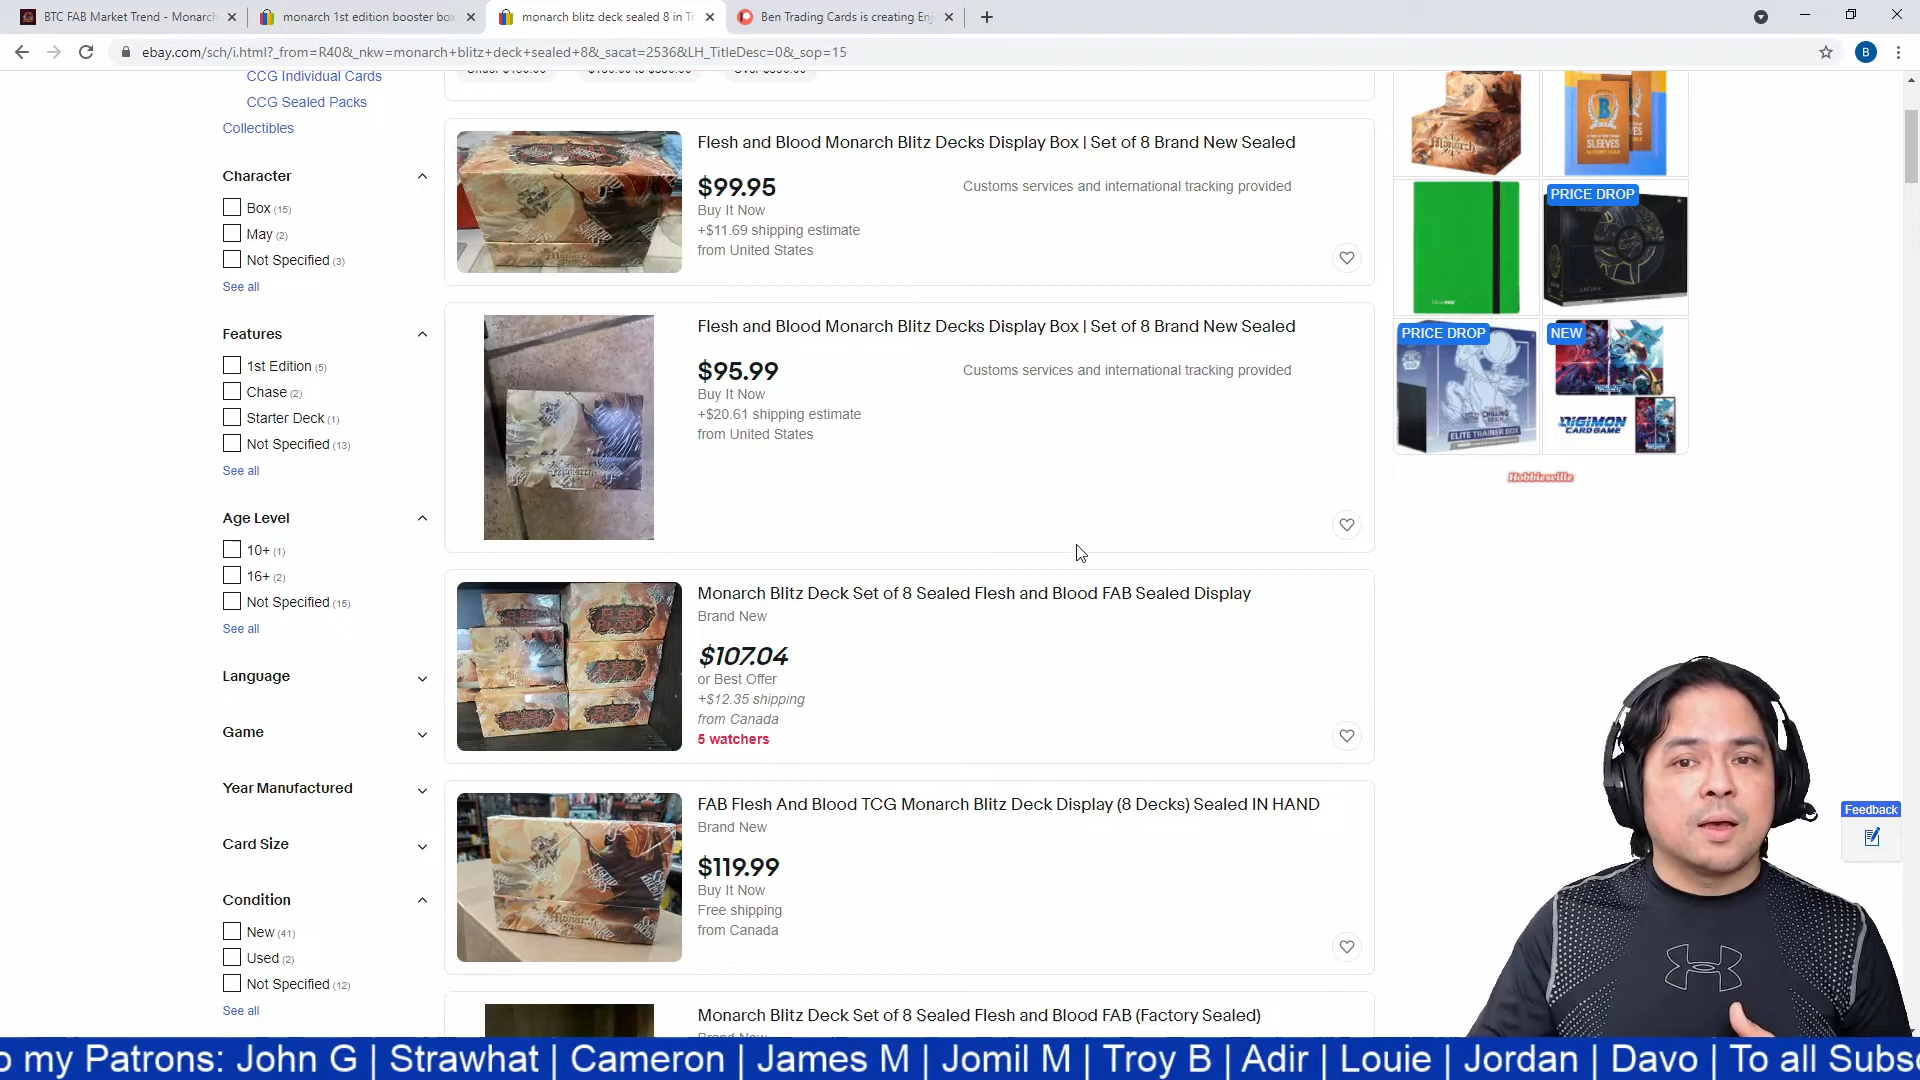 BTC FAB Market Trend - Monarch
monarch 1st edition booster box
monarch blitz deck sealed 8 in Tr
Ben Trading Cards is creating Enj
ebay.com/sch/i.html?_from=R40&_nkw=monarch+blitz+deck+sealed+8&_sacat=2536&LH_TitleDesc=0&_sop=15
B
CCG Individual Cards
CCG Sealed Packs
Collectibles
Character
Box (15)
May (2)
Not Specified (3)
See all
Features
1st Edition (5)
Chase (2)
Starter Deck (1)
Not Specified (13)
See all
Age Level
10+ (1)
16+ (2)
Not Specified (15)
See all
Language
Game
Year Manufactured
Card Size
Condition
New (41)
Used (2)
Not Specified (12)
See all
Flesh and Blood Monarch Blitz Decks Display Box | Set of 8 Brand New Sealed
$99.95
Buy It Now
+$11.69 shipping estimate
from United States
Customs services and international tracking provided
Flesh and Blood Monarch Blitz Decks Display Box | Set of 8 Brand New Sealed
$95.99
Buy It Now
+$20.61 shipping estimate
from United States
Customs services and international tracking provided
Monarch Blitz Deck Set of 8 Sealed Flesh and Blood FAB Sealed Display
Brand New
$107.04
or Best Offer
+$12.35 shipping
from Canada
5 watchers
FAB Flesh And Blood TCG Monarch Blitz Deck Display (8 Decks) Sealed IN HAND
Brand New
$119.99
Buy It Now
Free shipping
from Canada
Monarch Blitz Deck Set of 8 Sealed Flesh and Blood FAB (Factory Sealed)
Brand New
SLEEVES
PRICE DROP
PRICE DROP
NEW
CHILLING REIGN
ELITE TRAINER BOX
DIGIMON
CARD GAME
Hobbiesville
Feedback
o my Patrons: John G | Strawhat | Cameron | James M | Jomil M | Troy B | Adir | Louie | Jordan | Davo | To all Subsc